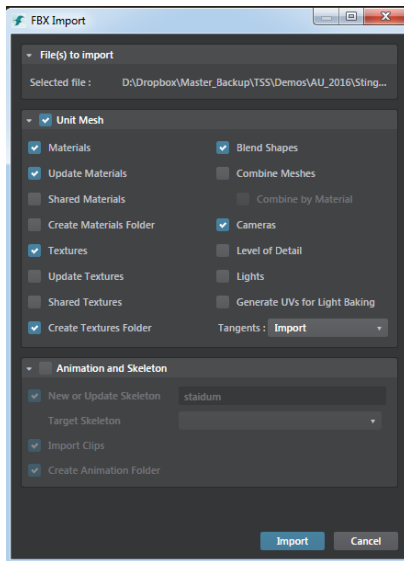 FBX Import
File(s) to import
Selected file : D:\Dropbox\Master_Backup\TSS\Demos\AU_2016\Sting...
Unit Mesh
Materials Blend Shapes
Update Materials Combine Meshes
Shared Materials Combine by Material
Create Materials Folder Cameras
Textures Level of Detail
Update Textures Lights
Shared Textures Generate UVs for Light Baking
Create Textures Folder Tangents : Import
Animation and Skeleton
New or Update Skeleton staidum
Target Skeleton
Import Clips
Create Animation Folder
Import Cancel